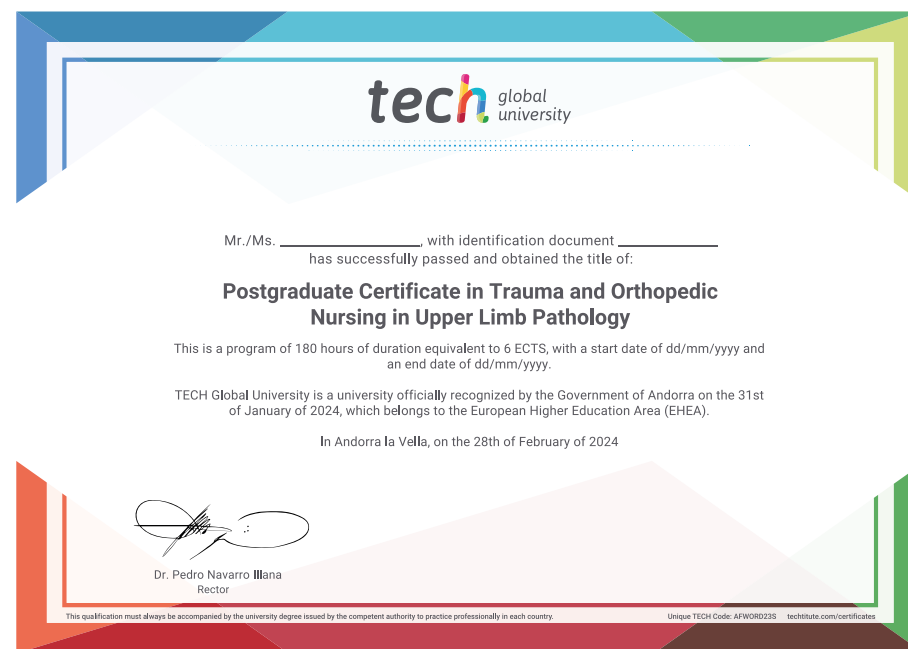 tech global
university
Mr./Ms. ____________________, with identification document ______________
has successfully passed and obtained the title of:
Postgraduate Certificate in Trauma and Orthopedic
Nursing in Upper Limb Pathology
This is a program of 180 hours of duration equivalent to 6 ECTS, with a start date of dd/mm/yyyy and
an end date of dd/mm/yyyy.
TECH Global University is a university officially recognized by the Government of Andorra on the 31st
of January of 2024, which belongs to the European Higher Education Area (EHEA).
In Andorra la Vella, on the 28th of February of 2024
Dr. Pedro Navarro Illana
Rector
This qualification must always be accompanied by the university degree issued by the competent authority to practice professionally in each country.
Unique TECH Code: AFWORD23S techtitute.com/certificates